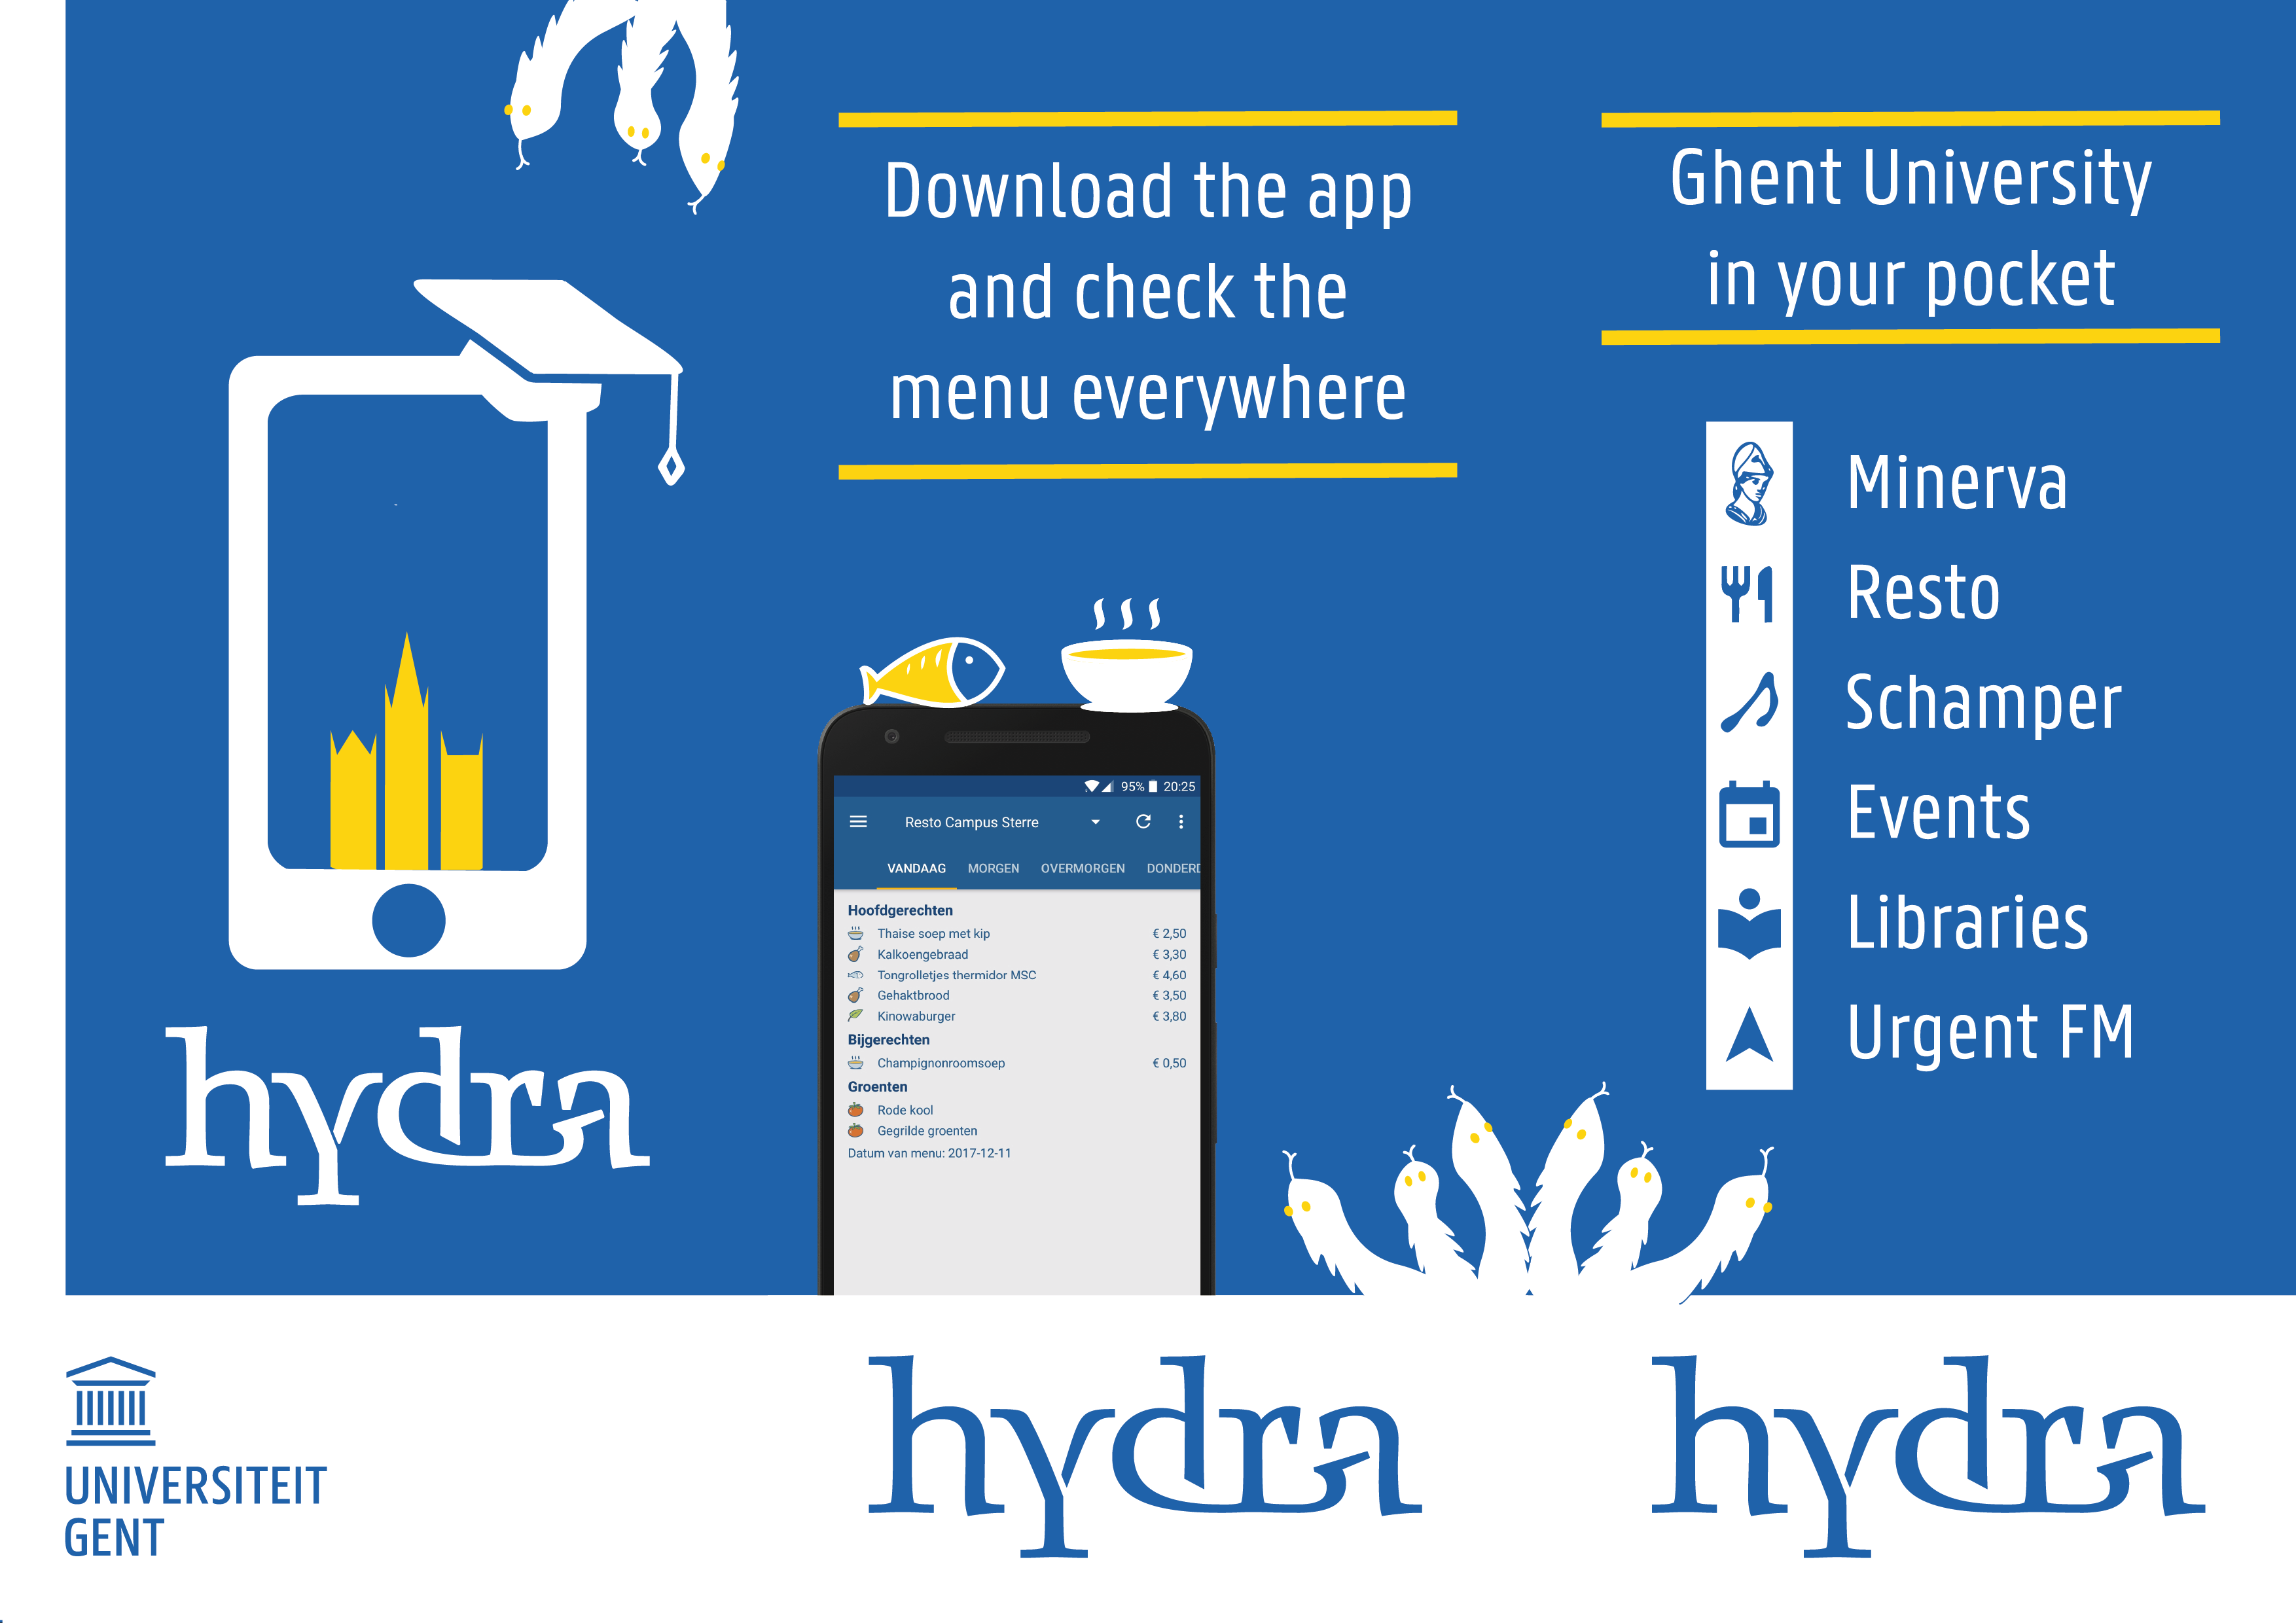 hydra
UNIVERSITEIT
GENT
Download the app
and check the
menu everywhere
95% 20:25
Resto Campus Sterre
VANDAAG MORGEN OVERMORGEN DONDERD
Hoofdgerechten
Thaise soep met kip € 2,50
Kalkoengebraad € 3,30
Tongrolletjes thermidor MSC € 4,60
Gehaktbrood € 3,50
Kinowaburger € 3,80
Bijgerechten
Champignonroomsoep € 0,50
Groenten
Rode kool
Gegrilde groenten
Datum van menu: 2017-12-11
hydra
Ghent University
in your pocket
Minerva
Resto
Schamper
Events
Libraries
Urgent FM
hydra